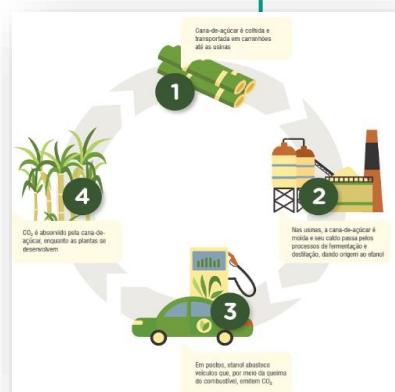 Cana-de-açúcar é colhida e
transportada em caminhões
até as usinas
1
2
Nas usinas, a cana-de-açúcar é
moída e seu caldo passa pelos
processos de fermentação e
destilação, dando origem ao etanol
3
Em postos, etanol abastece
veículos que, por meio da queima
do combustível, emitem CO₂
4
CO₂ é absorvido pela cana-de-
açúcar, enquanto as plantas se
desenvolvem